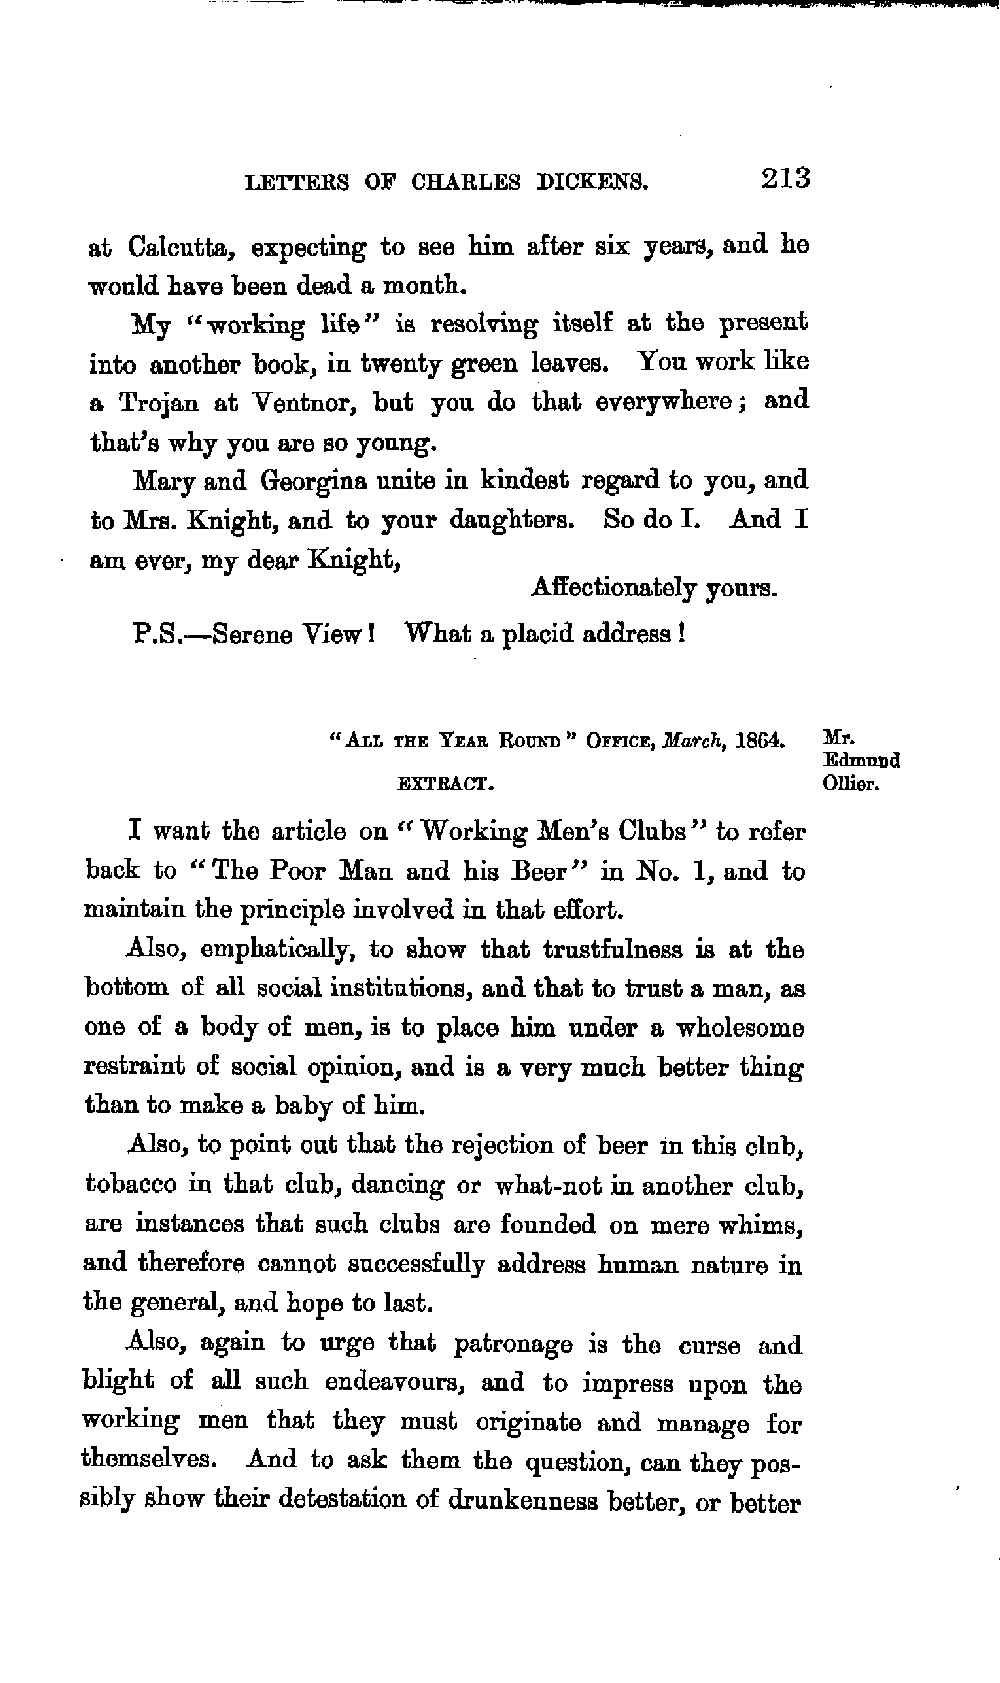 LETTERS OF CHARLES DICKENS. 213
at Calcutta, expecting to see him after six years, and he
would have been dead a month.
My “working life” is resolving itself at the present
into another book, in twenty green leaves. You work like
a Trojan at Ventnor, but you do that everywhere; and
that’s why you are so young.
Mary and Georgina unite in kindest regard to you, and
to Mrs. Knight, and to your daughters. So do I. And I
am ever, my dear Knight,
Affectionately yours.
P.S.—Serene View! What a placid address!
“ALL THE YEAR ROUND” OFFICE, March, 1864.
Mr.
Edmund
Ollier.
EXTRACT.
I want the article on “Working Men’s Clubs” to refer
back to “The Poor Man and his Beer” in No. 1, and to
maintain the principle involved in that effort.
Also, emphatically, to show that trustfulness is at the
bottom of all social institutions, and that to trust a man, as
one of a body of men, is to place him under a wholesome
restraint of social opinion, and is a very much better thing
than to make a baby of him.
Also, to point out that the rejection of beer in this club,
tobacco in that club, dancing or what-not in another club,
are instances that such clubs are founded on mere whims,
and therefore cannot successfully address human nature in
the general, and hope to last.
Also, again to urge that patronage is the curse and
blight of all such endeavours, and to impress upon the
working men that they must originate and manage for
themselves. And to ask them the question, can they pos-
sibly show their detestation of drunkenness better, or better